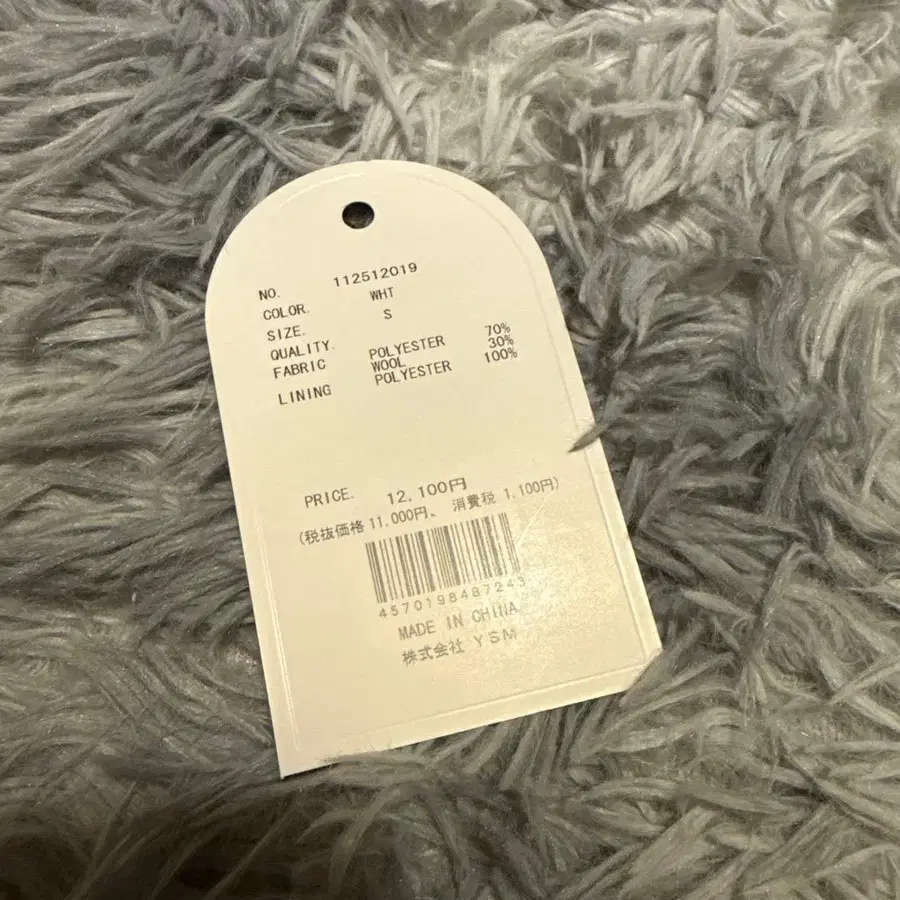 NO. 112512019
COLOR. WHT
SIZE. S
QUALITY.
FABRIC POLYESTER 70%
WOOL 30%
LINING POLYESTER 100%
PRICE. 12,100円
(税抜価格 11,000円、 消費税 1,100円)
4570198487243
MADE IN CHINA
株式会社 YSM